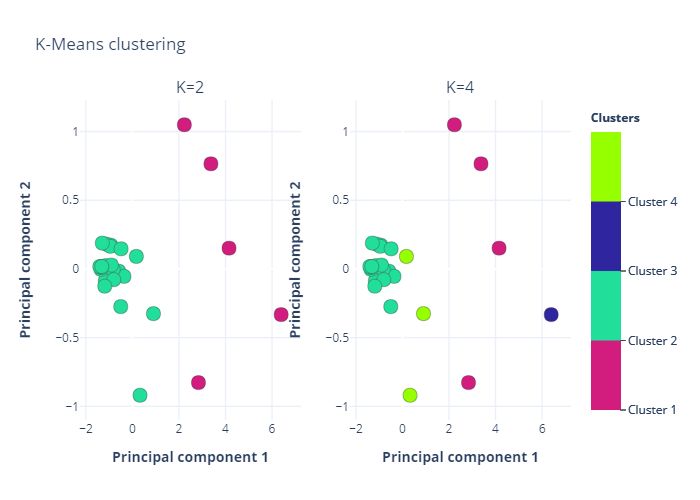 K-Means clustering
K=2
K=4
Clusters
Cluster 4
Cluster 3
Cluster 2
Cluster 1
Principal component 2
1
0.5
0
−0.5
−1
−2
0
2
4
6
Principal component 1
Principal component 2
1
0.5
0
−0.5
−1
−2
0
2
4
6
Principal component 1